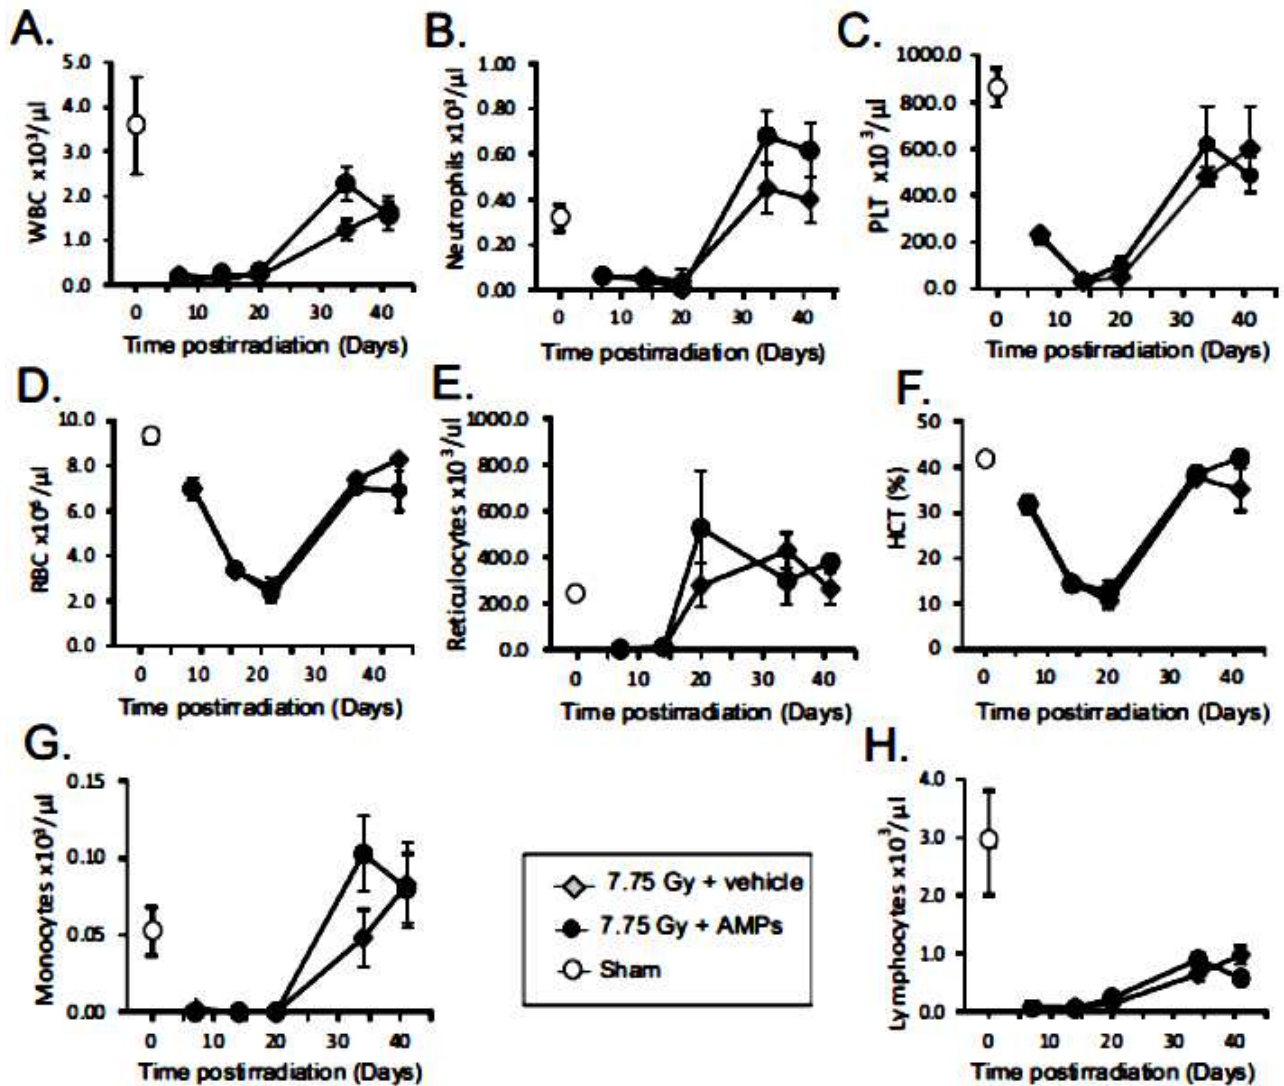 A.
WBC x10³/µl
5.0
4.0
3.0
2.0
1.0
0.0
0 10 20 30 40
Time postirradiation (Days)
B.
Neutrophils x10³/µl
1.00
0.80
0.60
0.40
0.20
0.00
0 10 20 30 40
Time postirradiation (Days)
C.
PLT x10³/µl
1000.0
800.0
600.0
400.0
200.0
0.0
0 10 20 30 40
Time postirradiation (Days)
D.
RBC x10⁶/µl
10.0
8.0
6.0
4.0
2.0
0.0
0 10 20 30 40
Time postirradiation (Days)
E.
Reticulocytes x10³/ul
1000.0
800.0
600.0
400.0
200.0
0.0
0 10 20 30 40
Time postirradiation (Days)
F.
HCT (%)
50
40
30
20
10
0
0 10 20 30 40
Time postirradiation (Days)
G.
Monocytes x10³/µl
0.15
0.10
0.05
0.00
0 10 20 30 40
Time postirradiation (Days)
7.75 Gy + vehicle
7.75 Gy + AMPs
Sham
H.
Lymphocytes x10³/µl
4.0
3.0
2.0
1.0
0.0
0 10 20 30 40
Time postirradiation (Days)